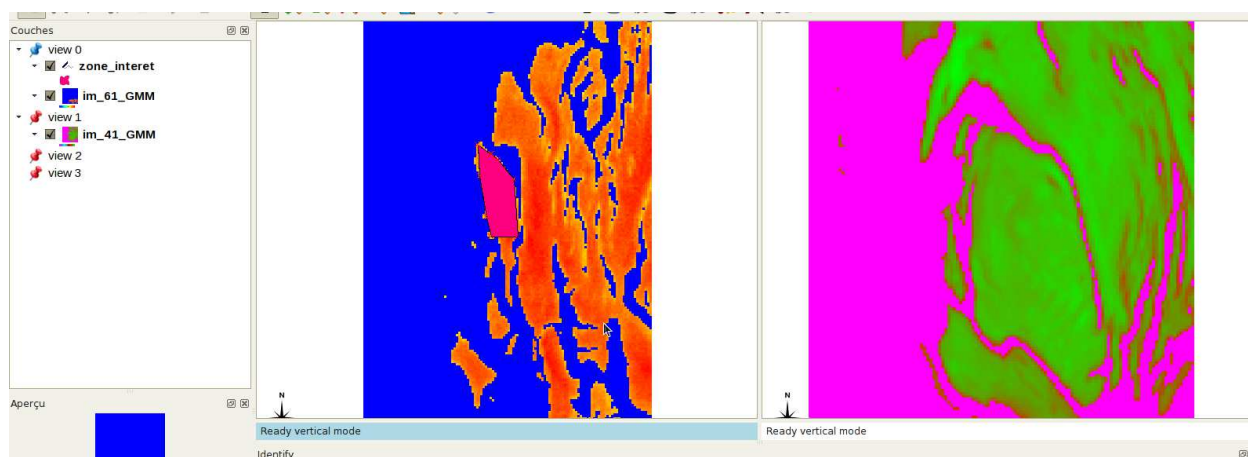 Couches
view 0
zone_interet
im_61_GMM
view 1
im_41_GMM
view 2
view 3
Aperçu
N
N
Ready vertical mode
Ready vertical mode
Identify